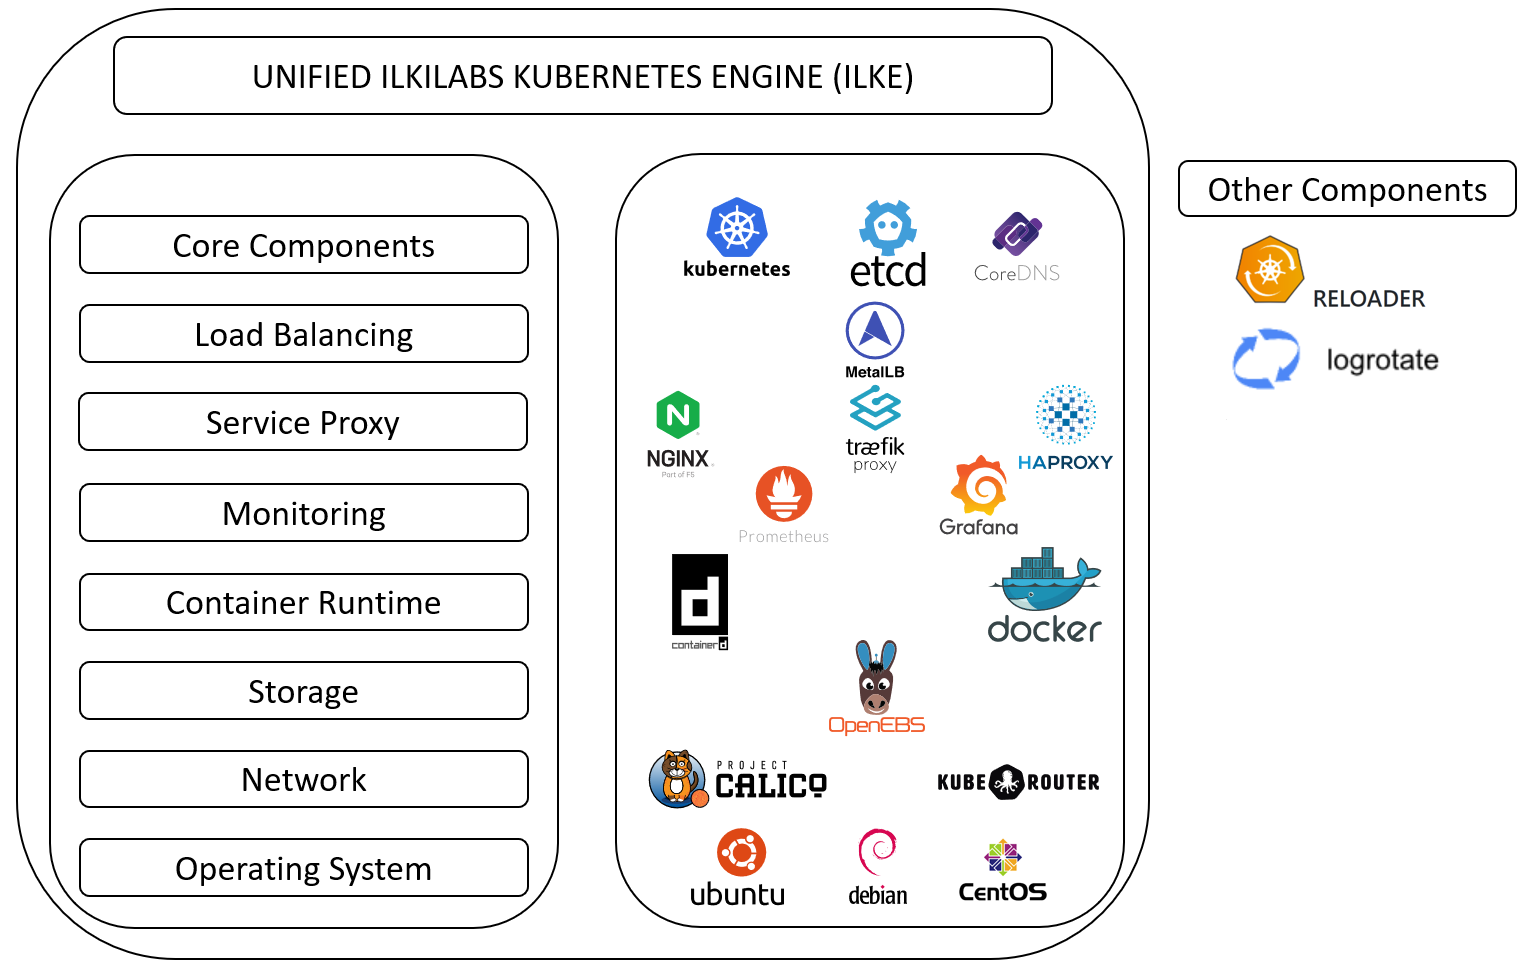 UNIFIED ILKILABS KUBERNETES ENGINE (ILKE)
Core Components
Load Balancing
Service Proxy
Monitoring
Container Runtime
Storage
Network
Operating System
kubernetes
etcd
CoreDNS
MetalLB
NGINX
Part of F5
træfik
proxy
HAPROXY
Prometheus
Grafana
containerd
docker
OpenEBS
PROJECT
CALICO
KUBE ROUTER
ubuntu
debian
CentOS
Other Components
RELOADER
logrotate